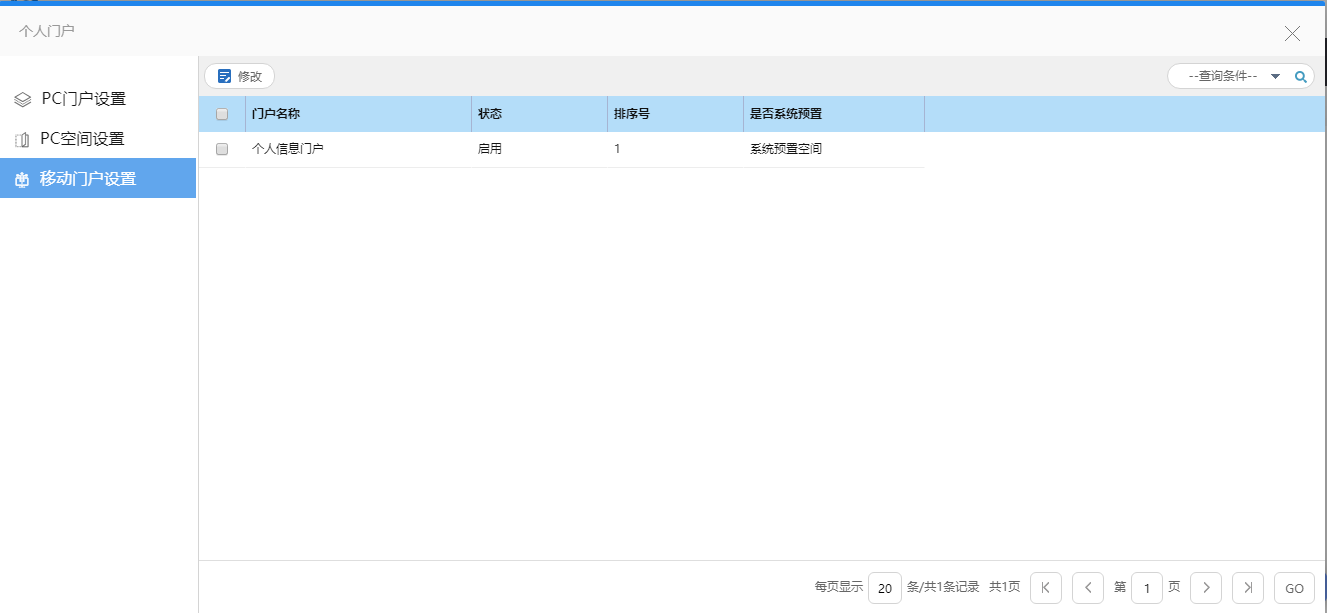 个人门户
PC门户设置
PC空间设置
移动门户设置
修改
--查询条件--
门户名称 状态 排序号 是否系统预置
个人信息门户 启用 1 系统预置空间
每页显示 20 条/共1条记录 共1页 第 1 页 GO